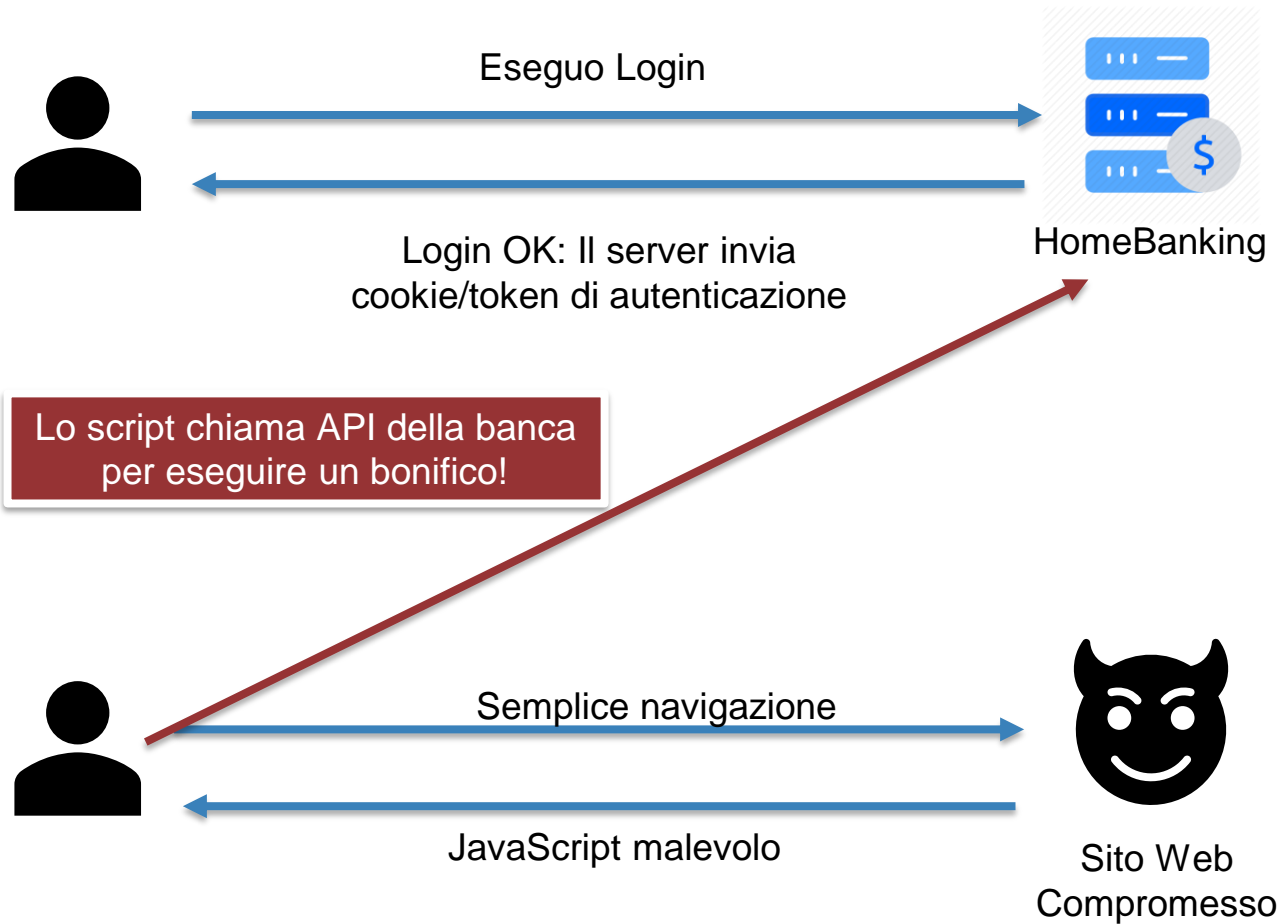 Eseguo Login
$
HomeBanking
Login OK: Il server invia
cookie/token di autenticazione
Lo script chiama API della banca
per eseguire un bonifico!
Semplice navigazione
JavaScript malevolo
Sito Web
Compromesso